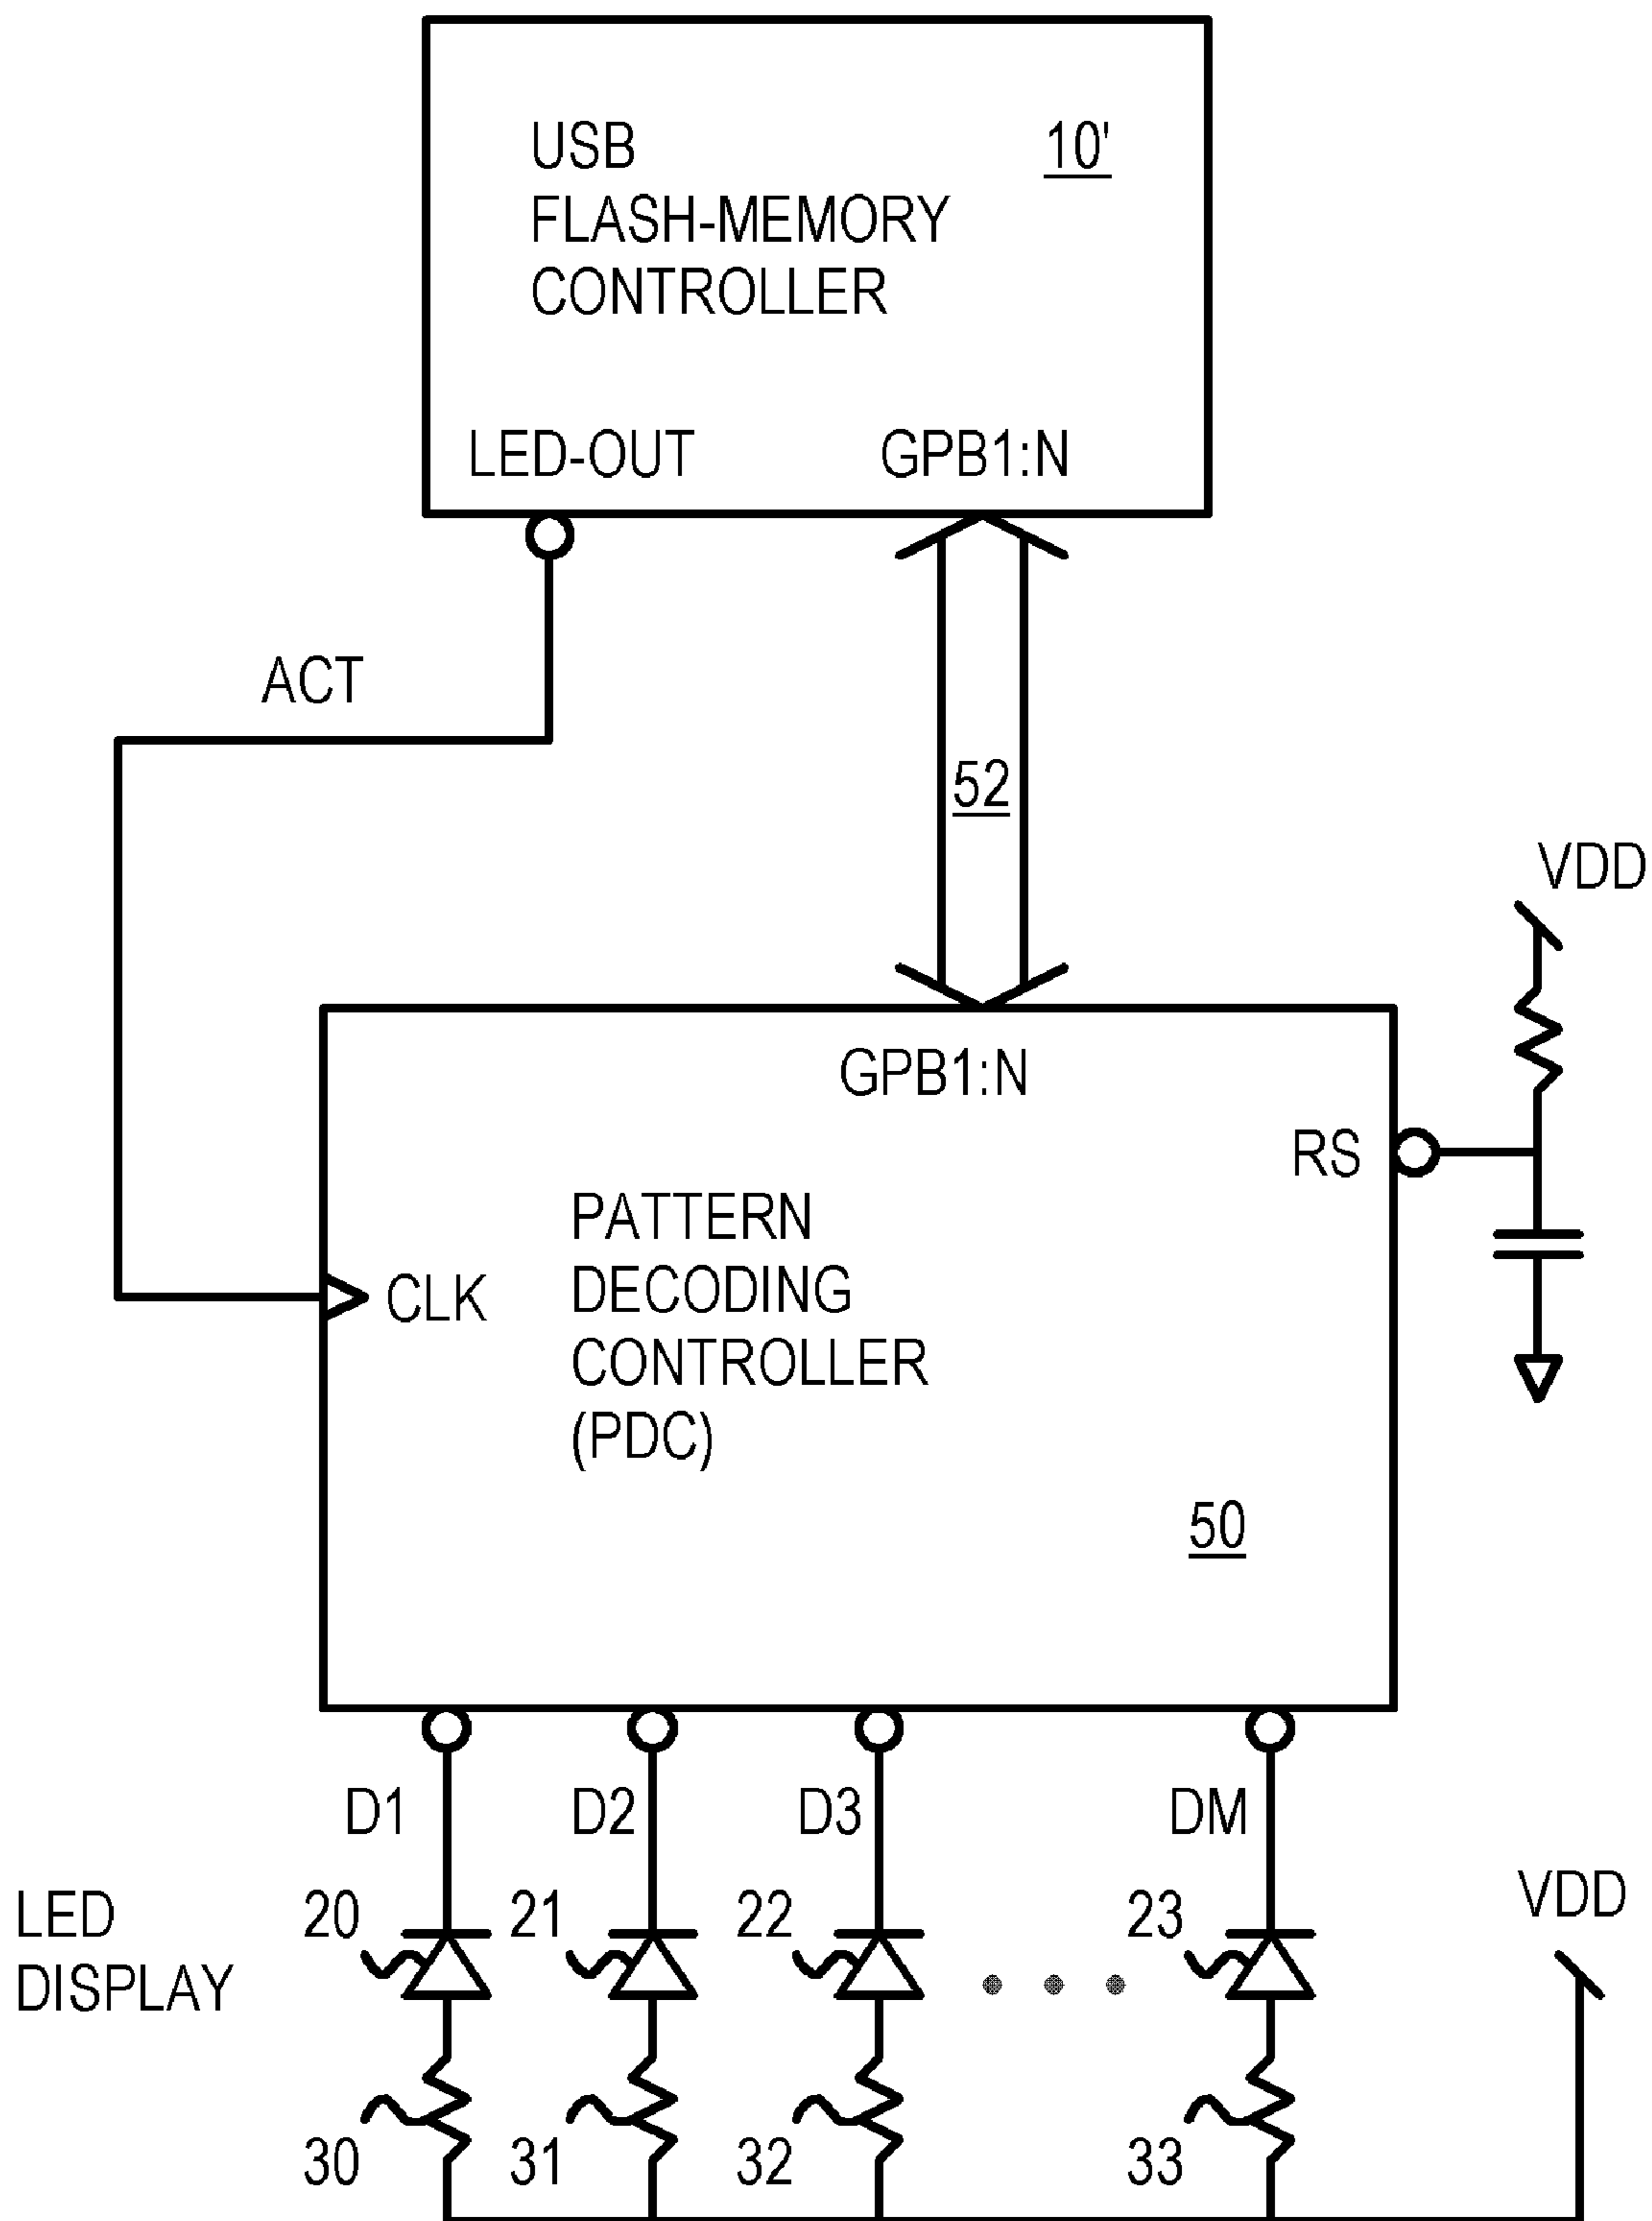 USB
FLASH-MEMORY
CONTROLLER
10'
LED-OUT
GPB1:N
ACT
52
VDD
GPB1:N
RS
PATTERN
DECODING
CONTROLLER
(PDC)
CLK
50
D1
D2
D3
DM
LED
DISPLAY
20
21
22
23
VDD
30
31
32
33